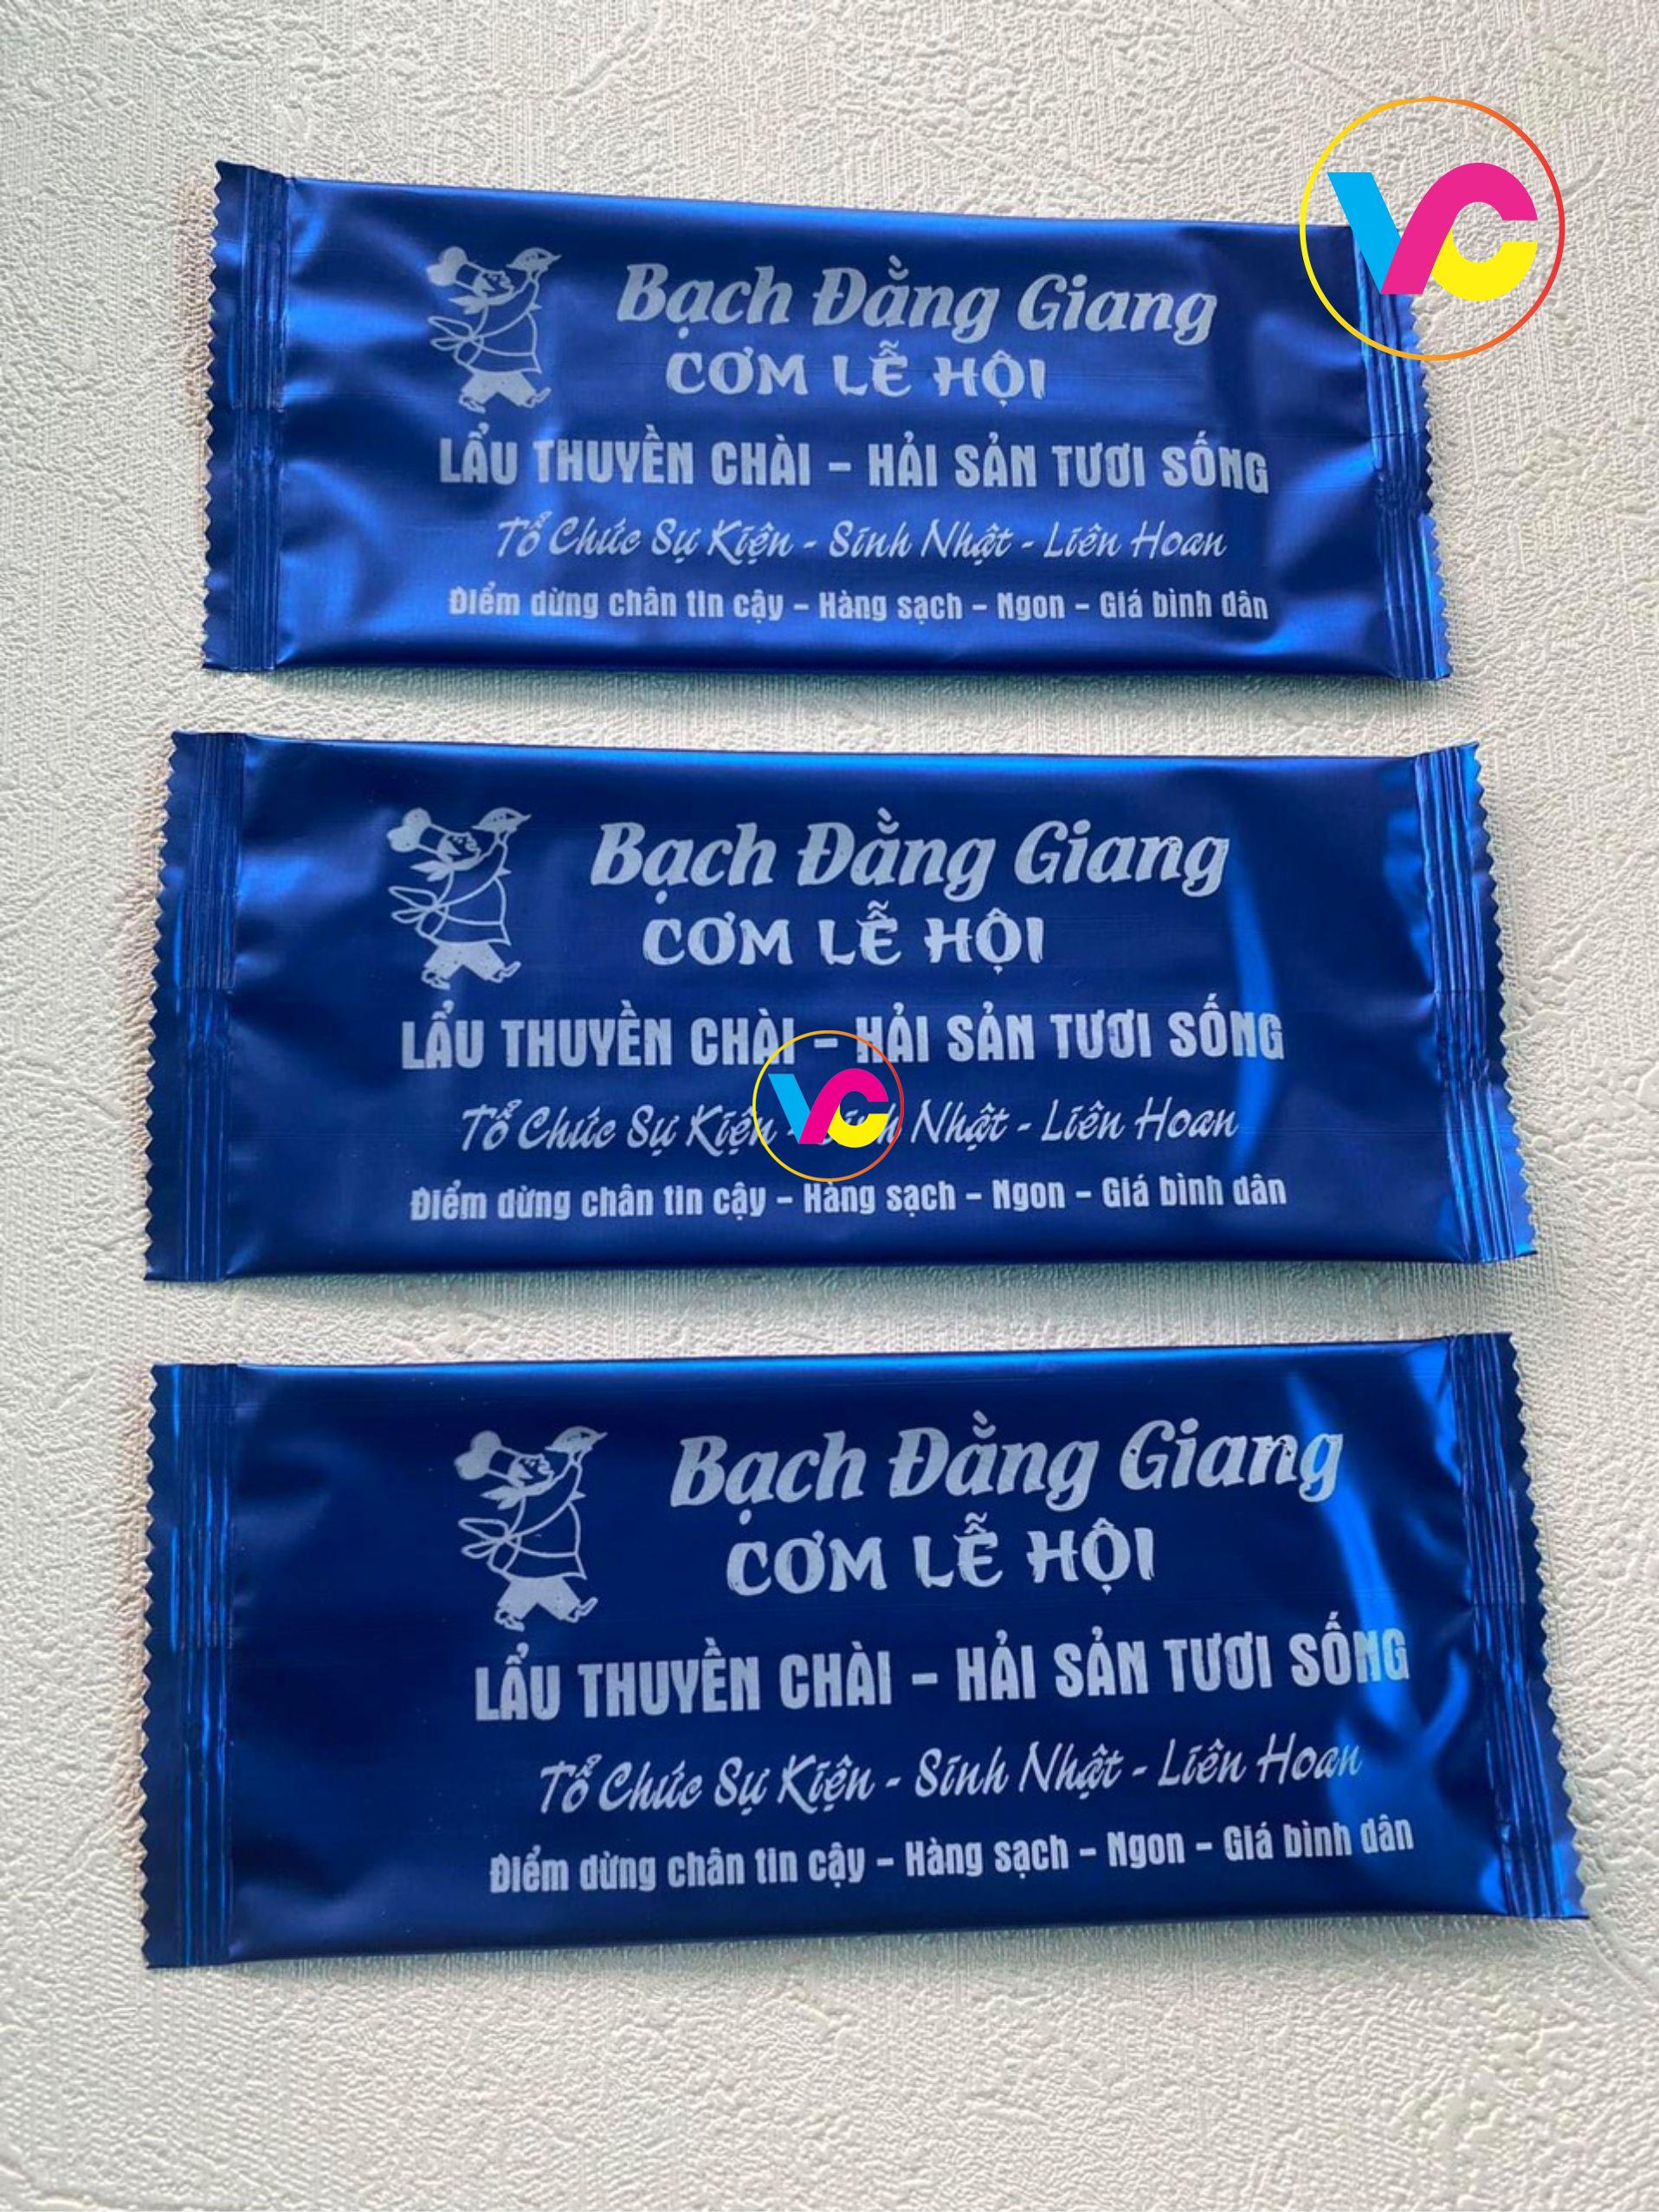 VC
Bạch Đằng Giang
CƠM LỄ HỘI
LẨU THUYỀN CHÀI – HẢI SẢN TƯƠI SỐNG
Tổ Chức Sự Kiện - Sinh Nhật - Liên Hoan
Điểm dừng chân tin cậy – Hàng sạch – Ngon – Giá bình dân
Bạch Đằng Giang
CƠM LỄ HỘI
LẨU THUYỀN CHÀI – HẢI SẢN TƯƠI SỐNG
VC
Tổ Chức Sự Kiện - Sinh Nhật - Liên Hoan
Điểm dừng chân tin cậy – Hàng sạch – Ngon – Giá bình dân
Bạch Đằng Giang
CƠM LỄ HỘI
LẨU THUYỀN CHÀI – HẢI SẢN TƯƠI SỐNG
Tổ Chức Sự Kiện - Sinh Nhật - Liên Hoan
Điểm dừng chân tin cậy – Hàng sạch – Ngon – Giá bình dân